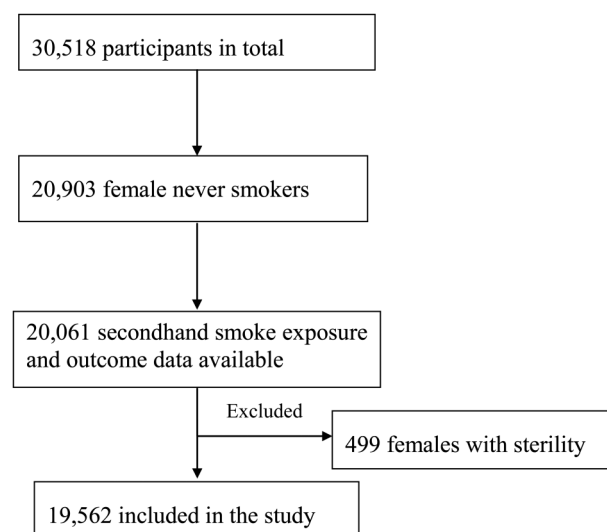 30,518 participants in total
20,903 female never smokers
20,061 secondhand smoke exposure
and outcome data available
Excluded
499 females with sterility
19,562 included in the study